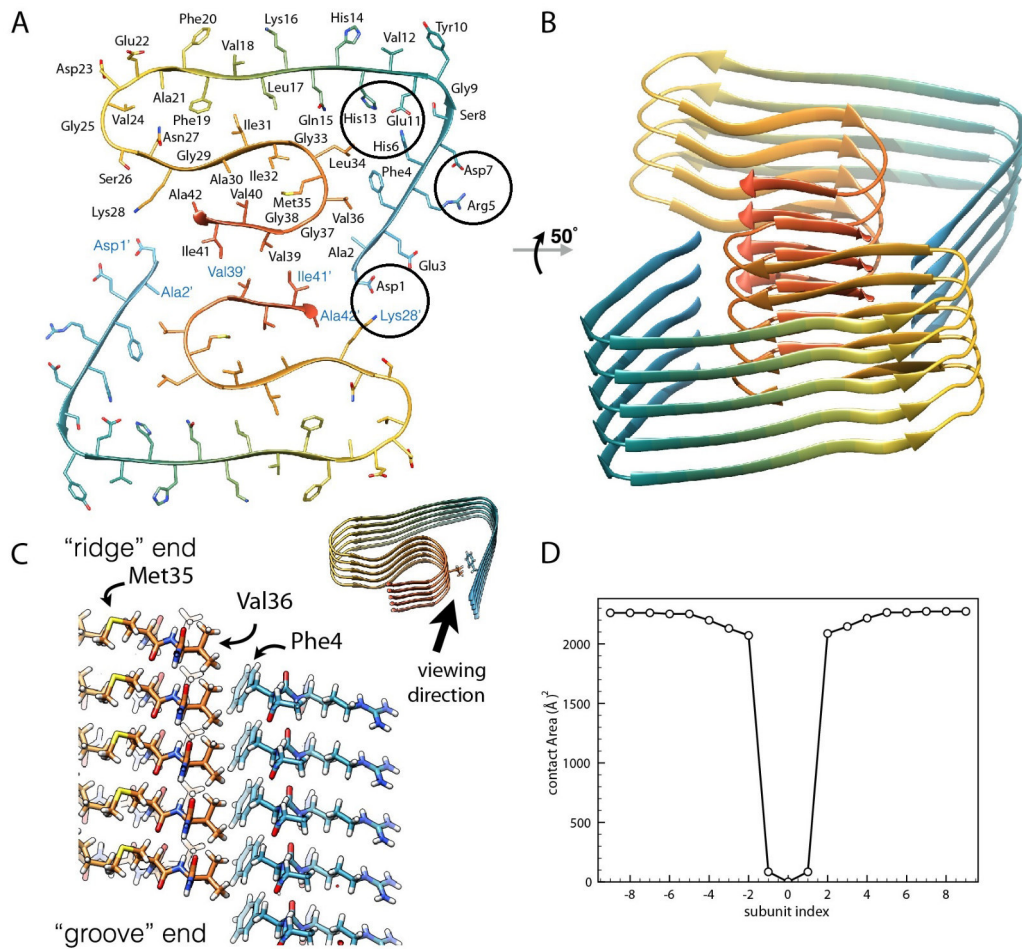 A
Phe20
Lys16
His14
Tyr10
Glu22
Val18
Val12
Asp23
Gly9
Ala21
Leu17
Ser8
Val24
Phe19
Gln15
His13
Glu11
Gly25
Asn27
Ile31
Gly33
His6
Gly29
Leu34
Asp7
Ser26
Ala30
Ile32
Phe4
Ala42
Val40
Met35
Arg5
Lys28
Gly38
Val36
Asp1'
Ile41
Gly37
Ala2
Val39
Glu3
Ala2'
Val39'
Ile41'
Asp1
Ala42'
Lys28'
B
50°
C
"ridge" end
Met35
Val36
Phe4
viewing
direction
"groove" end
D
contact Area (Å)²
2000
1500
1000
500
0
-8
-6
-4
-2
0
2
4
6
8
subunit index